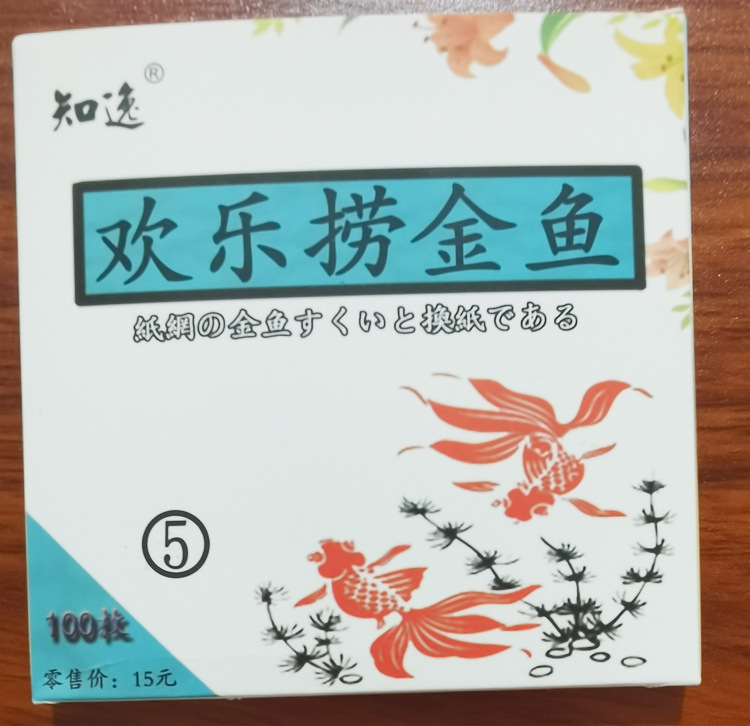 知逸®
欢乐捞金鱼
紙網の金魚すくいと換紙である
⑤
100枚
零售价：15元